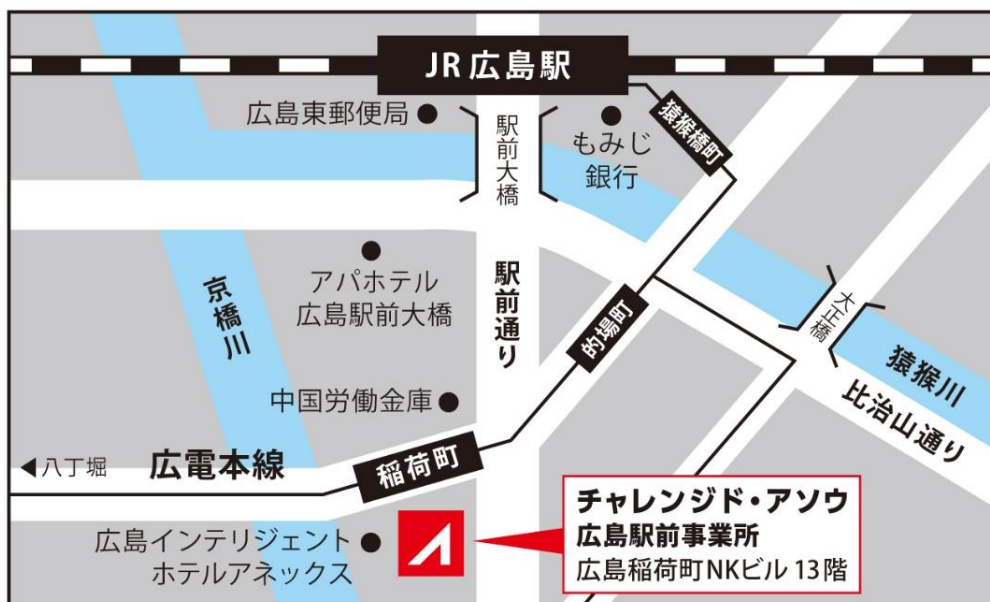 JR広島駅
広島東郵便局
駅前大橋
もみじ
銀行
猿猴橋町
アパホテル
広島駅前大橋
京橋川
駅前通り
的場町
大正橋
猿猴川
比治山通り
中国労働金庫
八丁堀
広電本線
稲荷町
広島インテリジェント
ホテルアネックス
チャレンジド・アソウ
広島駅前事業所
広島稲荷町NKビル 13階